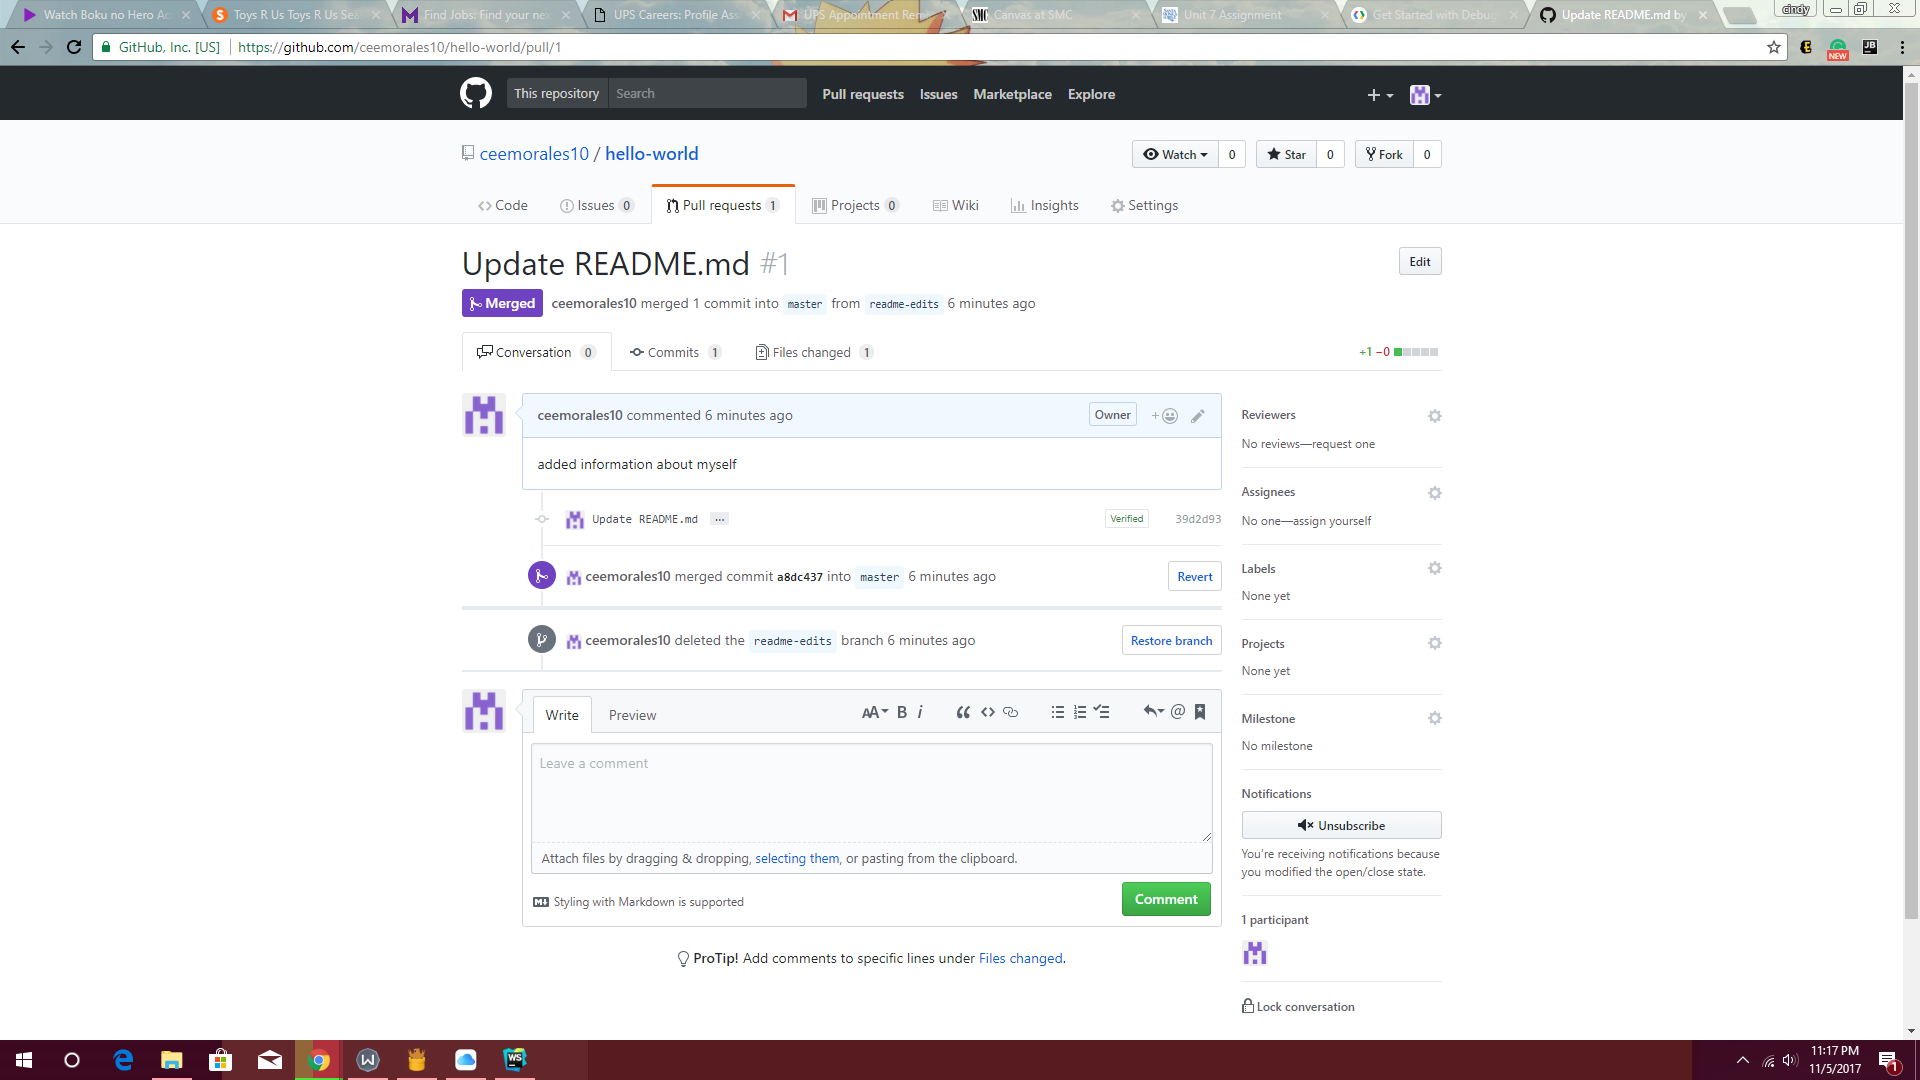 Watch Boku no Hero Ac
Toys R Us Toys R Us Sea
Find Jobs: Find your ne
UPS Careers: Profile Ass
UPS Appointment Rem
SMC Canvas at SMC
Unit 7 Assignment
Get Started with Debug
Update README.md by
cindy
GitHub, Inc. [US] https://github.com/ceemorales10/hello-world/pull/1
NEW
JB
This repository Search Pull requests Issues Marketplace Explore
ceemorales10 / hello-world
Watch 0 Star 0 Fork 0
Code Issues 0 Pull requests 1 Projects 0 Wiki Insights Settings
Update README.md #1
Edit
Merged ceemorales10 merged 1 commit into master from readme-edits 6 minutes ago
Conversation 0 Commits 1 Files changed 1
+1 −0
ceemorales10 commented 6 minutes ago
Owner
added information about myself
Update README.md …
Verified 39d2d93
ceemorales10 merged commit a8dc437 into master 6 minutes ago
Revert
ceemorales10 deleted the readme-edits branch 6 minutes ago
Restore branch
Write Preview
AA B i
@
Leave a comment
Attach files by dragging & dropping, selecting them, or pasting from the clipboard.
Styling with Markdown is supported
Comment
ProTip! Add comments to specific lines under Files changed.
Reviewers
No reviews—request one
Assignees
No one—assign yourself
Labels
None yet
Projects
None yet
Milestone
No milestone
Notifications
Unsubscribe
You're receiving notifications because
you modified the open/close state.
1 participant
Lock conversation
WS
11:17 PM
11/5/2017
1